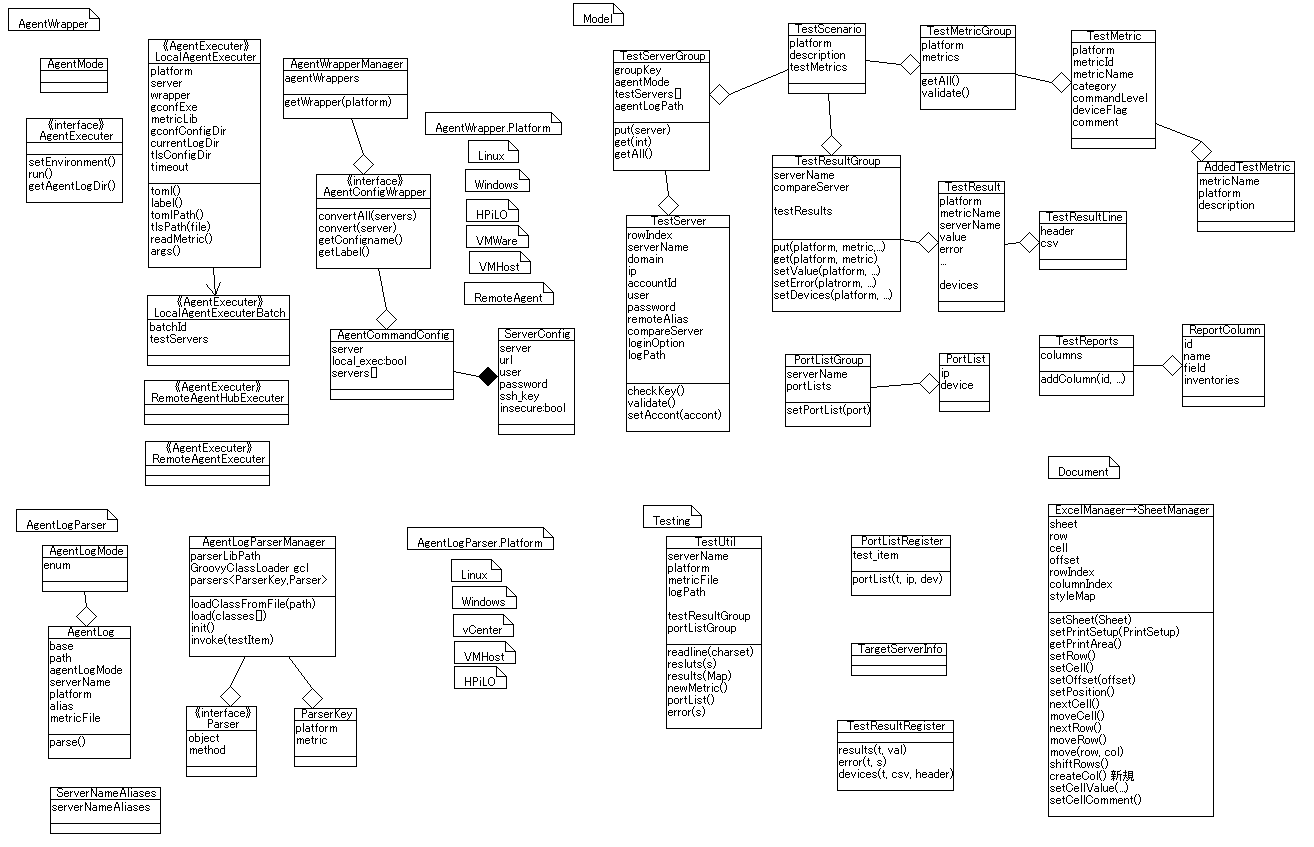 AgentWrapper
AgentMode
《interface》
AgentExecuter
setEnvironment()
run()
getAgentLogDir()
《AgentExecuter》
LocalAgentExecuter
platform
server
wrapper
gconfExe
metricLib
gconfConfigDir
currentLogDir
tlsConfigDir
timeout
toml()
label()
tomlPath()
tlsPath(file)
readMetric()
args()
《AgentExecuter》
LocalAgentExecuterBatch
batchId
testServers
《AgentExecuter》
RemoteAgentHubExecuter
《AgentExecuter》
RemoteAgentExecuter
AgentWrapperManager
agentWrappers
getWrapper(platform)
《interface》
AgentConfigWrapper
convertAll(servers)
convert(server)
getConfigname()
getLabel()
AgentCommandConfig
server
local_exec:bool
servers[]
AgentWrapper.Platform
Linux
Windows
HPiLO
VMWare
VMHost
RemoteAgent
ServerConfig
server
url
user
password
ssh_key
insecure:bool
Model
TestServerGroup
groupKey
agentMode
testServers[]
agentLogPath
put(server)
get(int)
getAll()
TestServer
rowIndex
serverName
domain
ip
accountId
user
password
remoteAlias
compareServer
loginOption
logPath
checkKey()
validate()
setAccont(accont)
TestScenario
platform
description
testMetrics
TestMetricGroup
platform
metrics
getAll()
validate()
TestMetric
platform
metricId
metricName
category
commandLevel
deviceFlag
comment
AddedTestMetric
metricName
platform
description
TestResultGroup
serverName
compareServer
testResults
put(platform, metric,...)
get(platform, metric)
setValue(platform, ...)
setError(platrorm, ...)
setDevices(platform, ...)
TestResult
platform
metricName
serverName
value
error
...
devices
TestResultLine
header
csv
PortListGroup
serverName
portLists
setPortList(port)
PortList
ip
device
TestReports
columns
addColumn(id, ...)
ReportColumn
id
name
field
inventories
AgentLogParser
AgentLogMode
enum
AgentLog
base
path
agentLogMode
serverName
platform
alias
metricFile
parse()
ServerNameAliases
serverNameAliases
AgentLogParserManager
parserLibPath
GroovyClassLoader gcl
parsers<ParserKey,Parser>
loadClassFromFile(path)
load(classes[])
init()
invoke(testItem)
《interface》
Parser
object
method
ParserKey
platform
metric
AgentLogParser.Platform
Linux
Windows
vCenter
VMHost
HPiLO
Testing
TestUtil
serverName
platform
metricFile
logPath
testResultGroup
portListGroup
readline(charset)
resluts(s)
results(Map)
newMetric()
portList()
error(s)
PortListRegister
test_item
portList(t, ip, dev)
TargetServerInfo
TestResultRegister
results(t, val)
error(t, s)
devices(t, csv, header)
Document
ExcelManager→SheetManager
sheet
row
cell
offset
rowIndex
columnIndex
styleMap
setSheet(Sheet)
setPrintSetup(PrintSetup)
getPrintArea()
setRow()
setCell()
setOffset(offset)
setPosition()
nextCell()
moveCell()
nextRow()
moveRow()
move(row, col)
shiftRows()
createCol() 新規
setCellValue(...)
setCellComment()